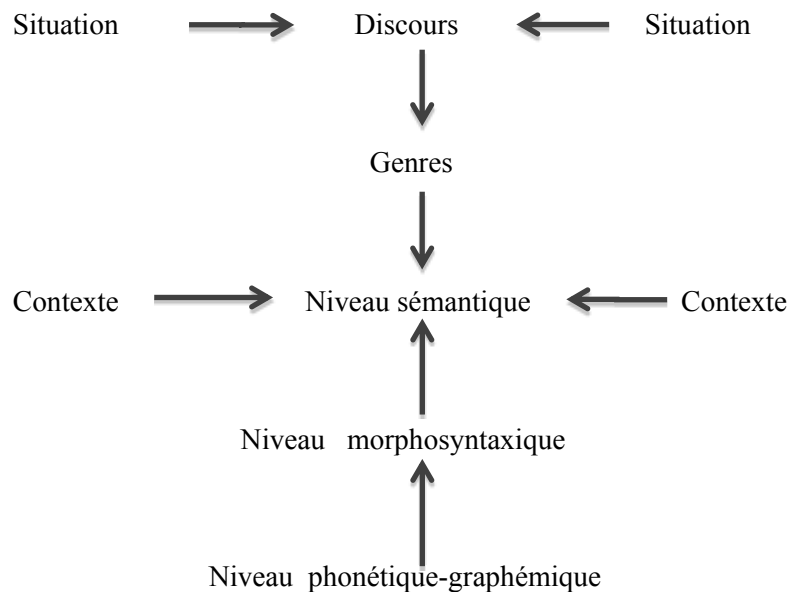 Situation Discours Situation
Genres
Contexte Niveau sémantique Contexte
Niveau morphosyntaxique
Niveau phonétique-graphémique